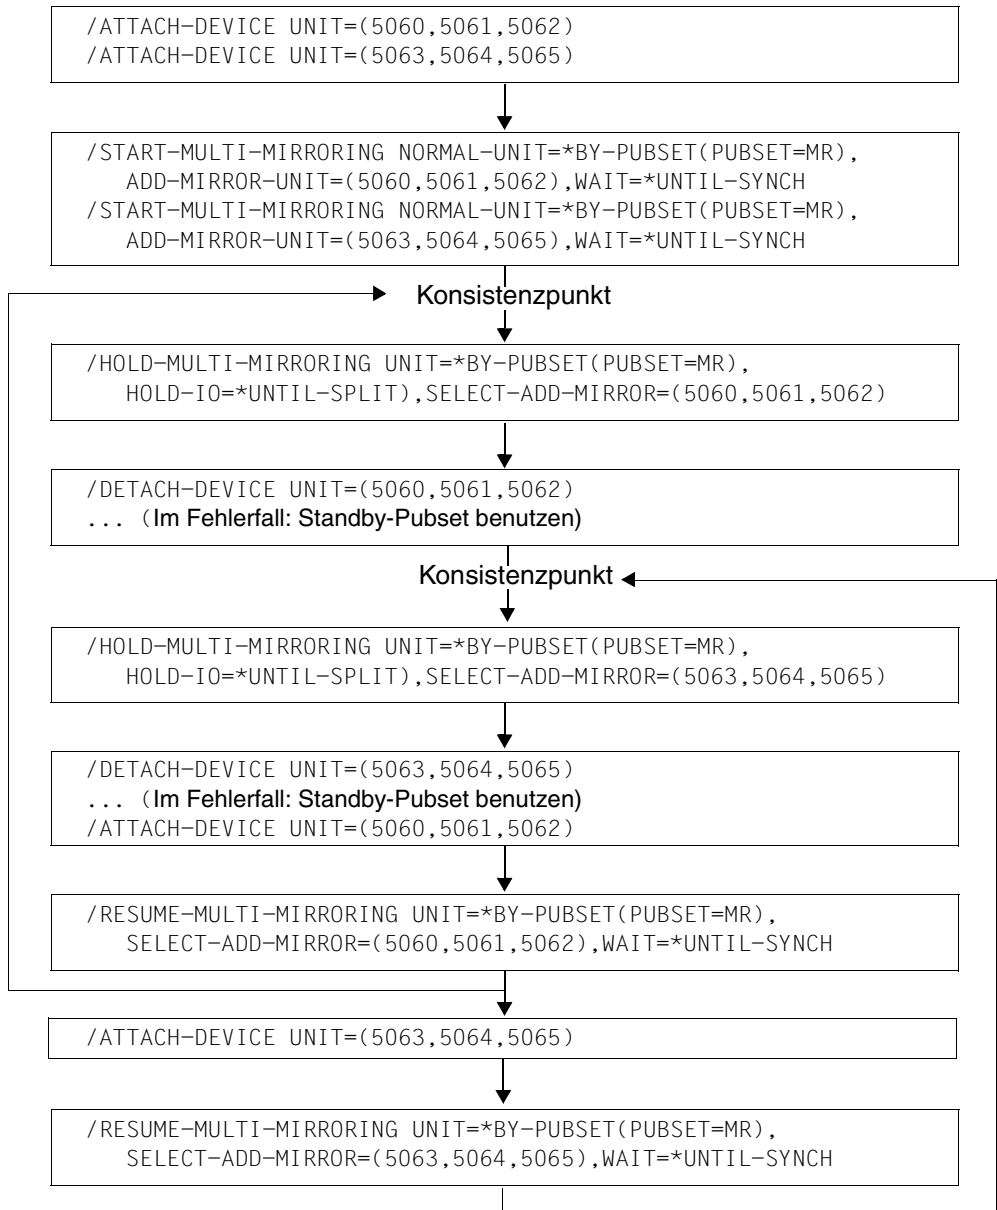 /ATTACH-DEVICE UNIT=(5060,5061,5062)
/ATTACH-DEVICE UNIT=(5063,5064,5065)
/START-MULTI-MIRRORING NORMAL-UNIT=*BY-PUBSET(PUBSET=MR),
ADD-MIRROR-UNIT=(5060,5061,5062),WAIT=*UNTIL-SYNCH
/START-MULTI-MIRRORING NORMAL-UNIT=*BY-PUBSET(PUBSET=MR),
ADD-MIRROR-UNIT=(5063,5064,5065),WAIT=*UNTIL-SYNCH
Konsistenzpunkt
/HOLD-MULTI-MIRRORING UNIT=*BY-PUBSET(PUBSET=MR),
HOLD-IO=*UNTIL-SPLIT),SELECT-ADD-MIRROR=(5060,5061,5062)
/DETACH-DEVICE UNIT=(5060,5061,5062)
... (Im Fehlerfall: Standby-Pubset benutzen)
Konsistenzpunkt
/HOLD-MULTI-MIRRORING UNIT=*BY-PUBSET(PUBSET=MR),
HOLD-IO=*UNTIL-SPLIT),SELECT-ADD-MIRROR=(5063,5064,5065)
/DETACH-DEVICE UNIT=(5063,5064,5065)
... (Im Fehlerfall: Standby-Pubset benutzen)
/ATTACH-DEVICE UNIT=(5060,5061,5062)
/RESUME-MULTI-MIRRORING UNIT=*BY-PUBSET(PUBSET=MR),
SELECT-ADD-MIRROR=(5060,5061,5062),WAIT=*UNTIL-SYNCH
/ATTACH-DEVICE UNIT=(5063,5064,5065)
/RESUME-MULTI-MIRRORING UNIT=*BY-PUBSET(PUBSET=MR),
SELECT-ADD-MIRROR=(5063,5064,5065),WAIT=*UNTIL-SYNCH